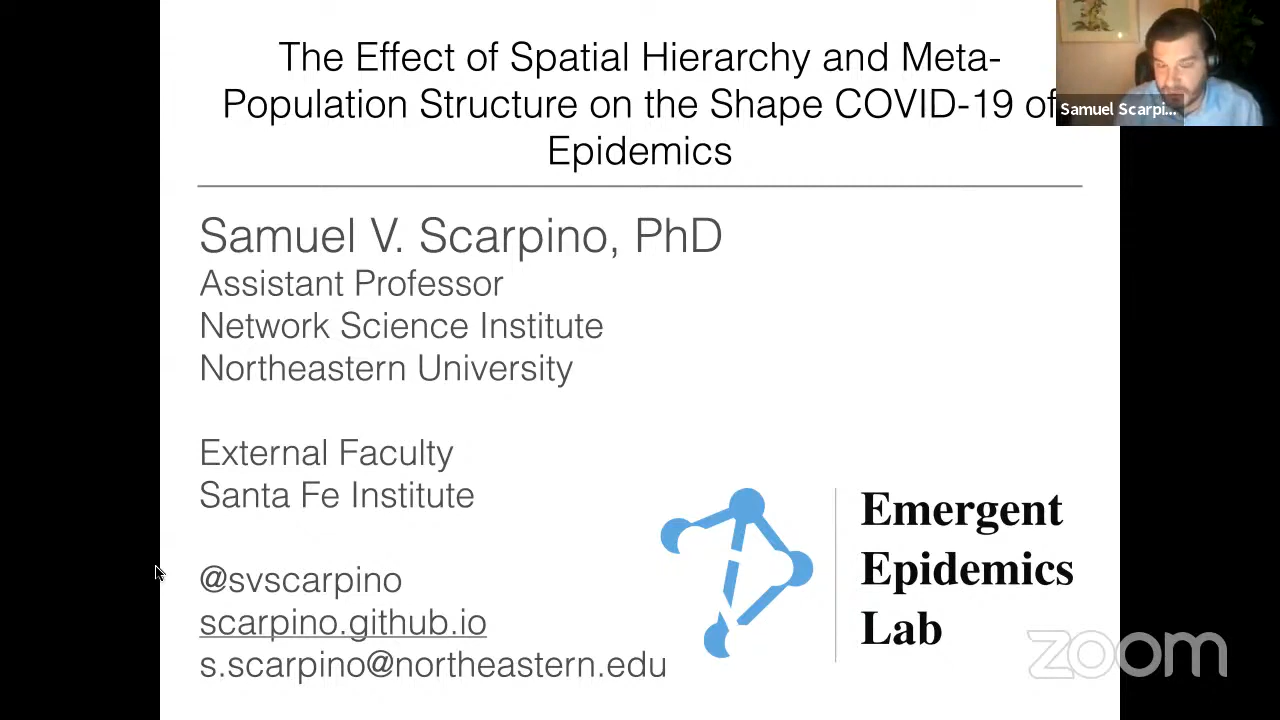 The Effect of Spatial Hierarchy and Meta-
Population Structure on the Shape COVID-19 of
Epidemics
Samuel Scarpi...
Samuel V. Scarpino, PhD
Assistant Professor
Network Science Institute
Northeastern University
External Faculty
Santa Fe Institute
@svscarpino
scarpino.github.io
s.scarpino@northeastern.edu
Emergent
Epidemics
Lab
zoom